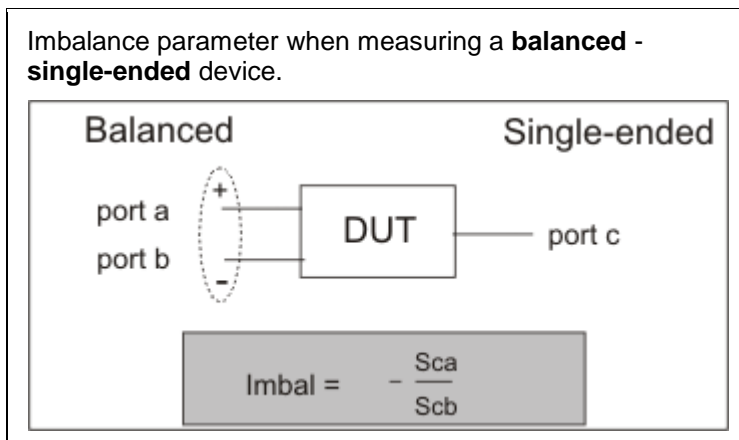 Imbalance parameter when measuring a balanced -
single-ended device.
Balanced Single-ended
+
port a
DUT
port c
port b
-
Imbal = - Sca
Scb